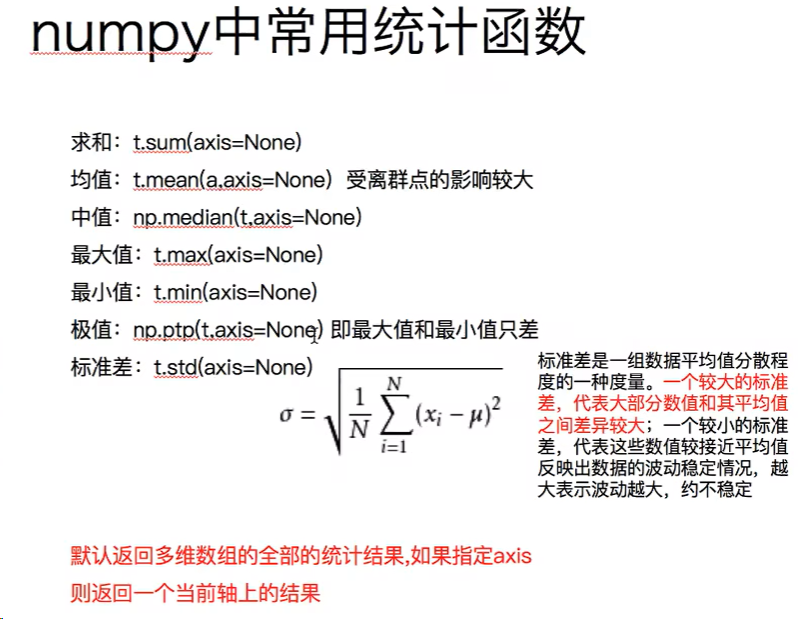 numpy中常用统计函数
求和：t.sum(axis=None)
均值：t.mean(a,axis=None) 受离群点的影响较大
中值：np.median(t,axis=None)
最大值：t.max(axis=None)
最小值：t.min(axis=None)
极值：np.ptp(t,axis=None) 即最大值和最小值只差
标准差：t.std(axis=None)
σ = √(1/N ∑_{i=1}^{N} (x_i − μ)²)
标准差是一组数据平均值分散程
度的一种度量。一个较大的标准
差，代表大部分数值和其平均值
之间差异较大；一个较小的标准
差，代表这些数值较接近平均值
反映出数据的波动稳定情况，越
大表示波动越大，约不稳定
默认返回多维数组的全部的统计结果,如果指定axis
则返回一个当前轴上的结果